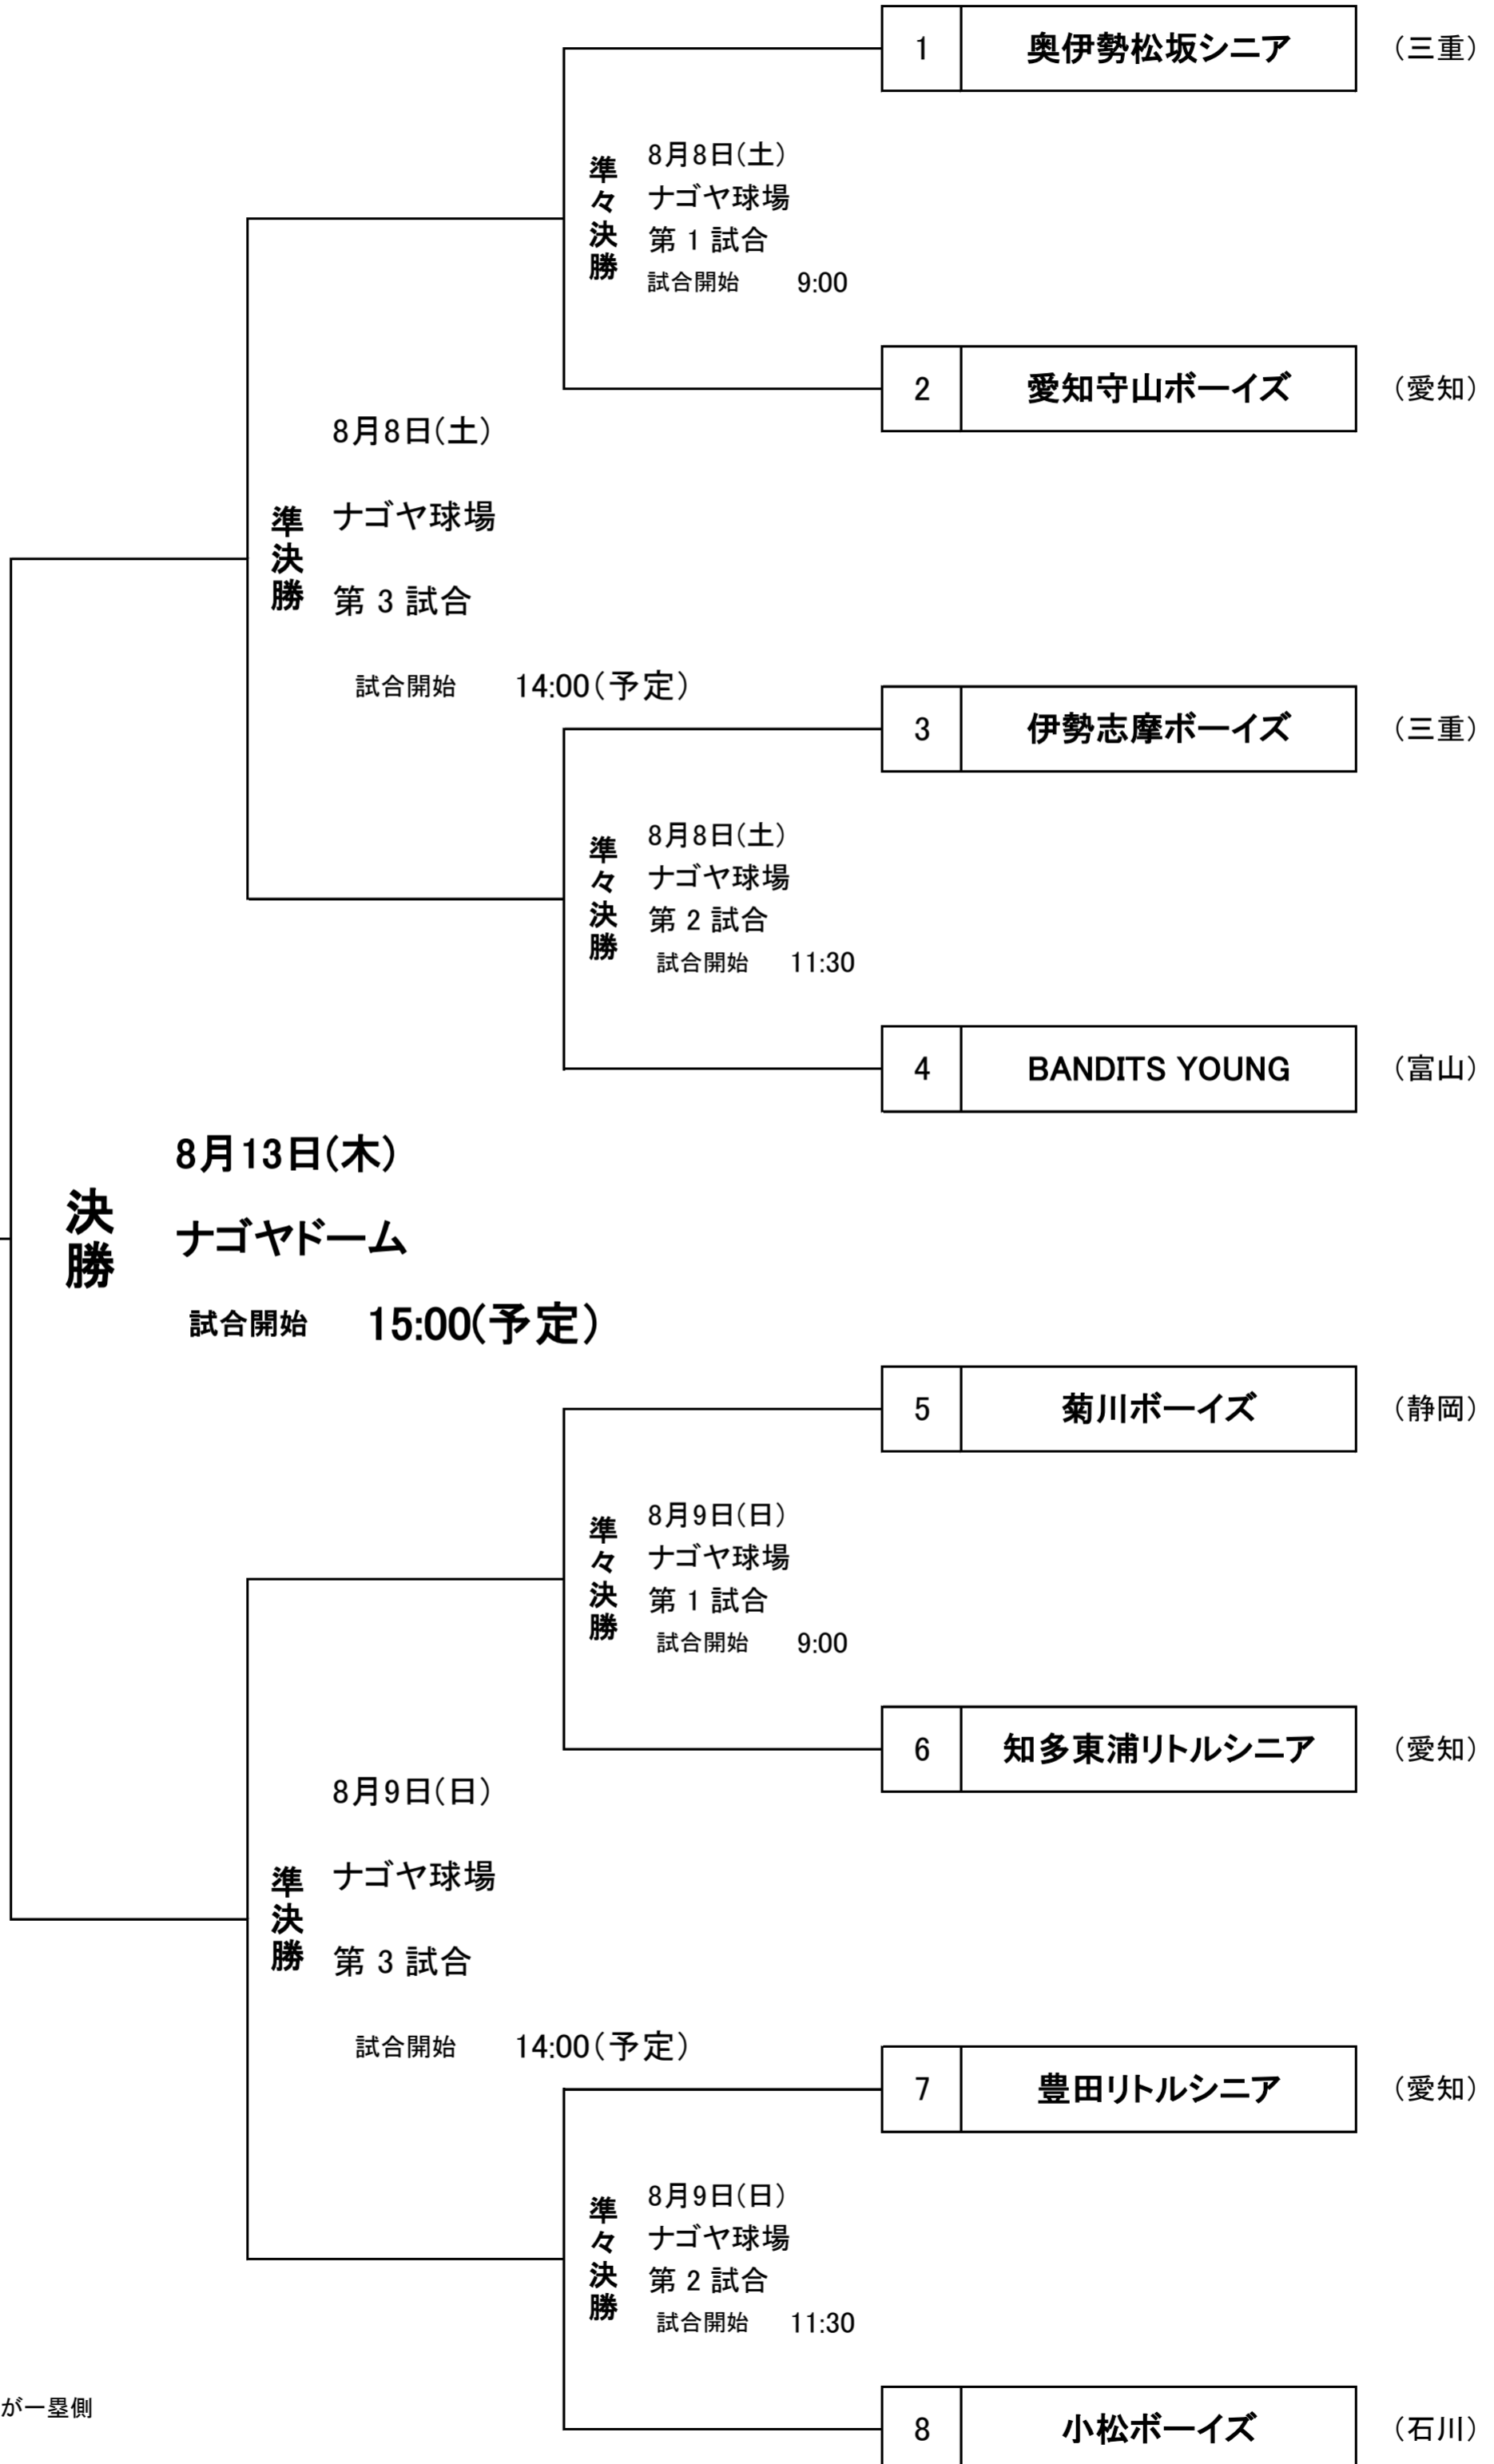 1 奥伊勢松坂シニア （三重）
準々決勝
8月8日(土)
ナゴヤ球場
第 1 試合
試合開始 9:00
2 愛知守山ボーイズ （愛知）
準決勝
8月8日(土)
ナゴヤ球場
第 3 試合
試合開始 14:00(予定)
3 伊勢志摩ボーイズ （三重）
準々決勝
8月8日(土)
ナゴヤ球場
第 2 試合
試合開始 11:30
4 BANDITS YOUNG （富山）
決勝
8月13日(木)
ナゴヤドーム
試合開始 15:00(予定)
5 菊川ボーイズ （静岡）
準々決勝
8月9日(日)
ナゴヤ球場
第 1 試合
試合開始 9:00
6 知多東浦リトルシニア （愛知）
準決勝
8月9日(日)
ナゴヤ球場
第 3 試合
試合開始 14:00(予定)
7 豊田リトルシニア （愛知）
準々決勝
8月9日(日)
ナゴヤ球場
第 2 試合
試合開始 11:30
が一塁側
8 小松ボーイズ （石川）